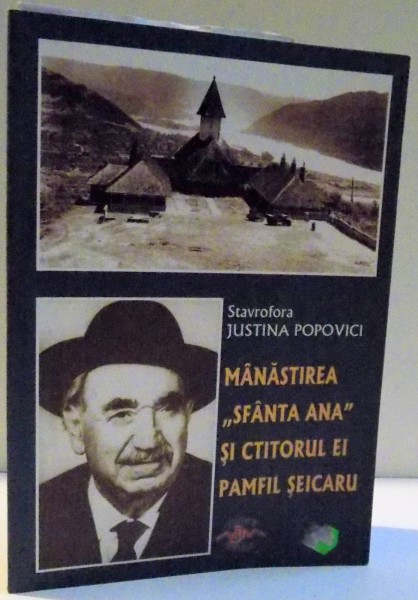 Stavrofora
JUSTINA POPOVICI
MÂNĂSTIREA
„SFÂNTA ANA”
ȘI CTITORUL EI
PAMFIL ȘEICARU